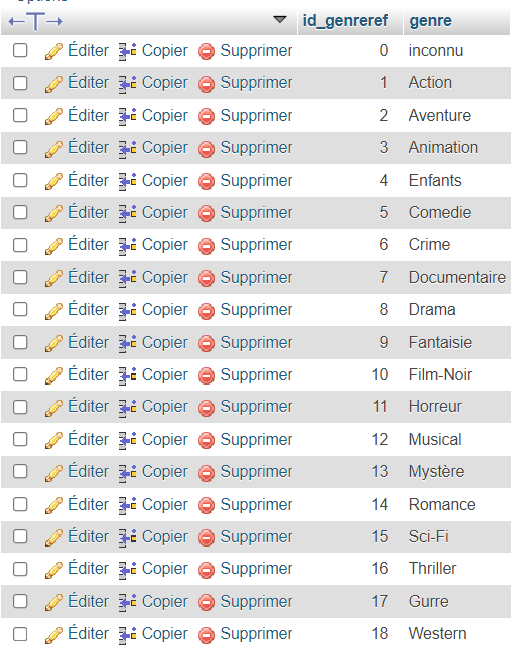 id_genreref genre
Éditer Copier Supprimer 0 inconnu
Éditer Copier Supprimer 1 Action
Éditer Copier Supprimer 2 Aventure
Éditer Copier Supprimer 3 Animation
Éditer Copier Supprimer 4 Enfants
Éditer Copier Supprimer 5 Comedie
Éditer Copier Supprimer 6 Crime
Éditer Copier Supprimer 7 Documentaire
Éditer Copier Supprimer 8 Drama
Éditer Copier Supprimer 9 Fantaisie
Éditer Copier Supprimer 10 Film-Noir
Éditer Copier Supprimer 11 Horreur
Éditer Copier Supprimer 12 Musical
Éditer Copier Supprimer 13 Mystère
Éditer Copier Supprimer 14 Romance
Éditer Copier Supprimer 15 Sci-Fi
Éditer Copier Supprimer 16 Thriller
Éditer Copier Supprimer 17 Gurre
Éditer Copier Supprimer 18 Western